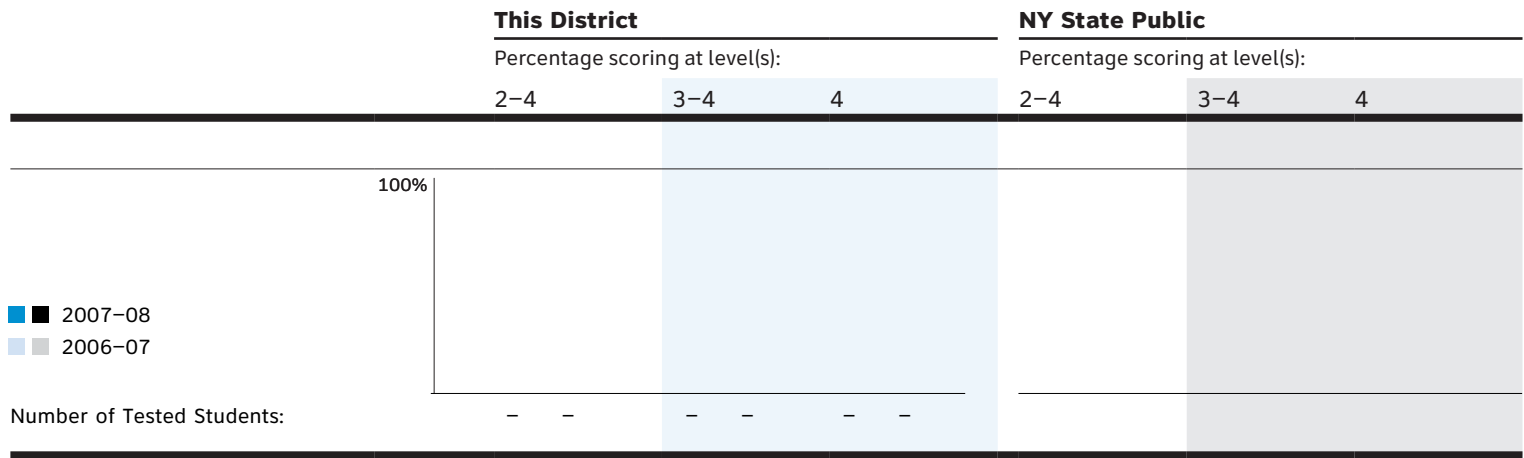 This District NY State Public
Percentage scoring at level(s): Percentage scoring at level(s):
2–4 3–4 4 2–4 3–4 4
100%
2007–08
2006–07
Number of Tested Students: – – – – – –